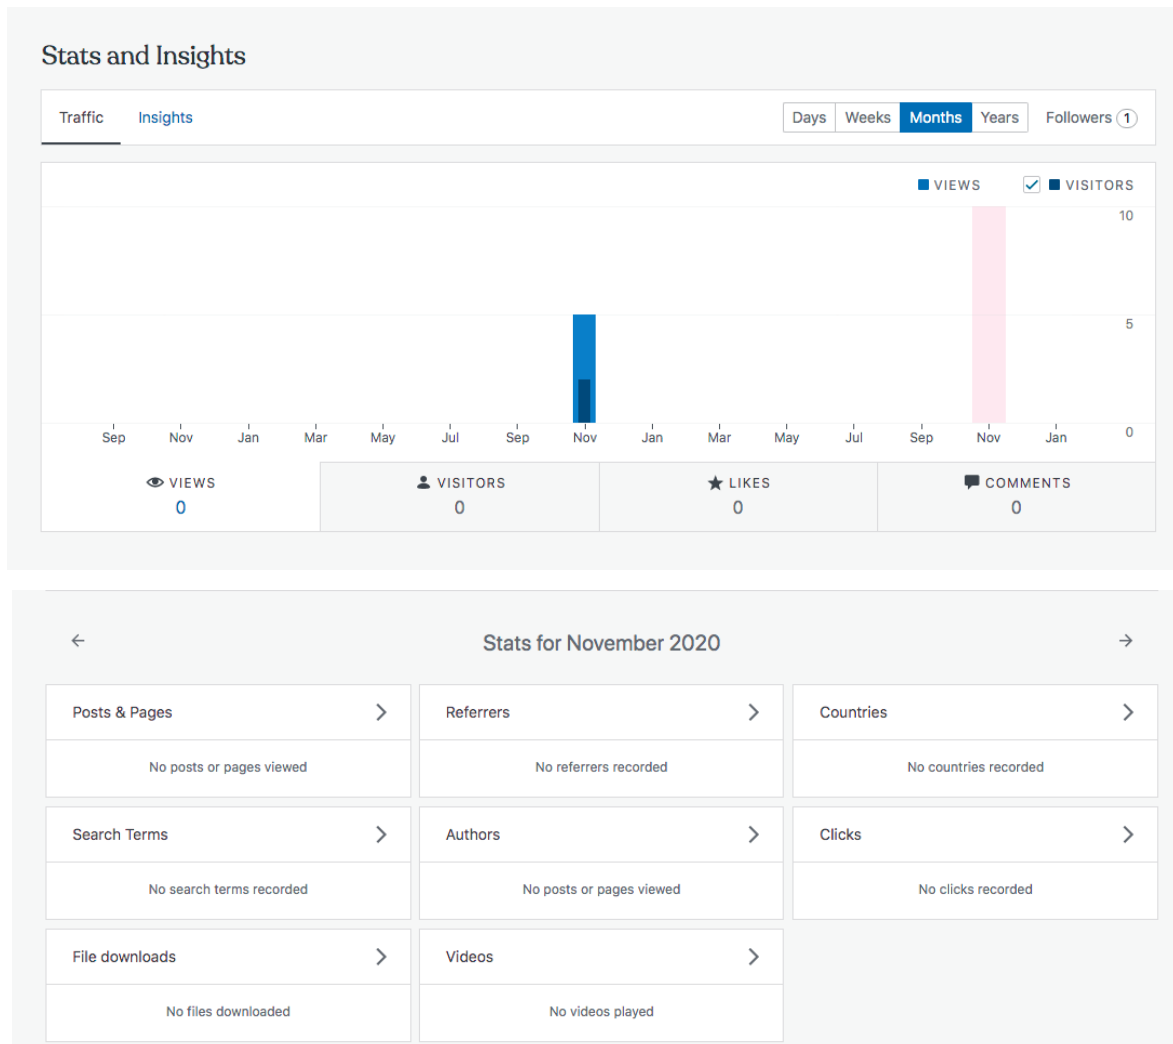 Stats and Insights
Traffic Insights Days Weeks Months Years Followers 1
VIEWS VISITORS
10
5
0
Sep Nov Jan Mar May Jul Sep Nov Jan Mar May Jul Sep Nov Jan
VIEWS VISITORS LIKES COMMENTS
0 0 0 0
Stats for November 2020
Posts & Pages Referrers Countries
No posts or pages viewed No referrers recorded No countries recorded
Search Terms Authors Clicks
No search terms recorded No posts or pages viewed No clicks recorded
File downloads Videos
No files downloaded No videos played